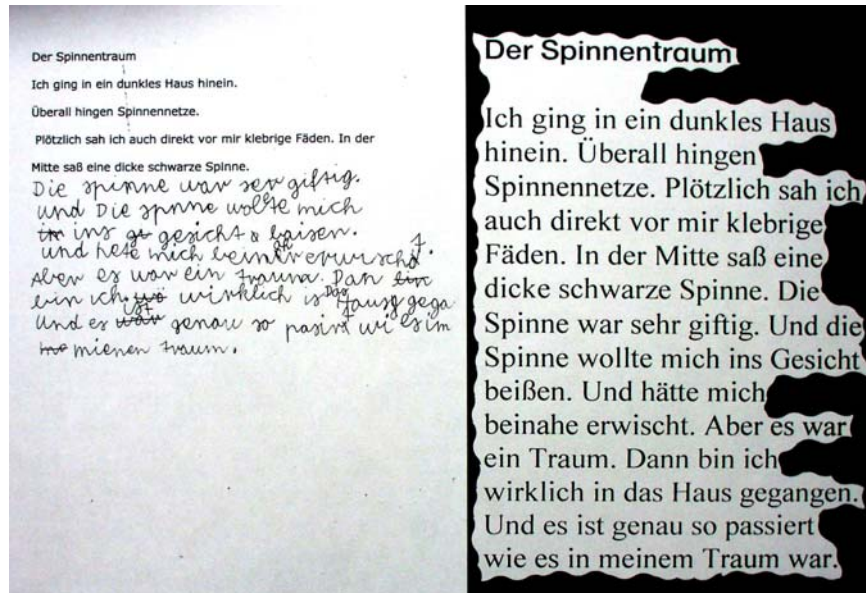 Der Spinnentraum
Ich ging in ein dunkles Haus hinein.
Überall hingen Spinnennetze.
Plötzlich sah ich auch direkt vor mir klebrige Fäden. In der
Mitte saß eine dicke schwarze Spinne.
Die spinne war ser giftig.
und Die spnne wollte mich
ins gesicht baisen.
und hete mich
Aber es war ein trauma. Dan
bin ich wirklich is Das Haus gega
und es ist genau so pasirt wi es im
mienen traum.
Der Spinnentraum
Ich ging in ein dunkles Haus
hinein. Überall hingen
Spinnennetze. Plötzlich sah ich
auch direkt vor mir klebrige
Fäden. In der Mitte saß eine
dicke schwarze Spinne. Die
Spinne war sehr giftig. Und die
Spinne wollte mich ins Gesicht
beißen. Und hätte mich
beinahe erwischt. Aber es war
ein Traum. Dann bin ich
wirklich in das Haus gegangen.
Und es ist genau so passiert
wie es in meinem Traum war.